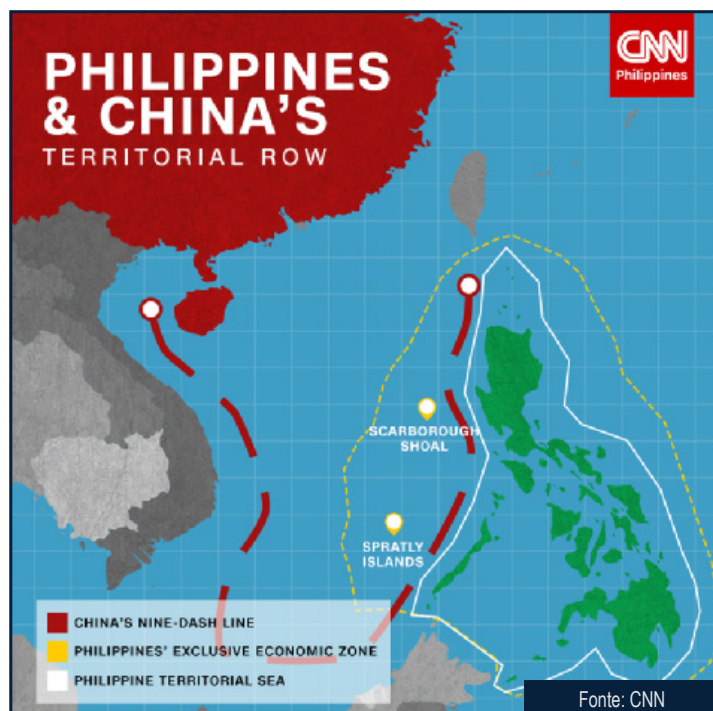 PHILIPPINES
& CHINA'S
TERRITORIAL ROW
CNN
Philippines
SCARBOROUGH
SHOAL
SPRATLY
ISLANDS
CHINA'S NINE-DASH LINE
PHILIPPINES' EXCLUSIVE ECONOMIC ZONE
PHILIPPINE TERRITORIAL SEA
Fonte: CNN